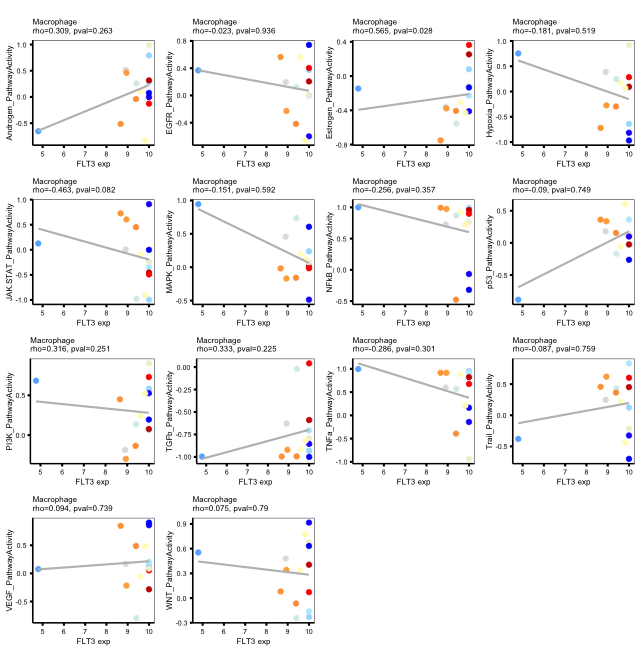 Macrophage
rho=0.309, pval=0.263
Androgen_PathwayActivity
1.0
0.5
0.0
-0.5
5 6 7 8 9 10
FLT3 exp
Macrophage
rho=-0.023, pval=0.936
EGFR_PathwayActivity
0.8
0.4
0.0
-0.4
5 6 7 8 9 10
FLT3 exp
Macrophage
rho=0.565, pval=0.028
Estrogen_PathwayActivity
0.4
0.0
-0.4
-0.8
5 6 7 8 9 10
FLT3 exp
Macrophage
rho=-0.181, pval=0.519
Hypoxia_PathwayActivity
1.0
0.5
0.0
-0.5
-1.0
5 6 7 8 9 10
FLT3 exp
Macrophage
rho=-0.463, pval=0.082
JAK-STAT_PathwayActivity
1.0
0.5
0.0
-0.5
-1.0
5 6 7 8 9 10
FLT3 exp
Macrophage
rho=-0.151, pval=0.592
MAPK_PathwayActivity
1.0
0.5
0.0
-0.5
5 6 7 8 9 10
FLT3 exp
Macrophage
rho=-0.256, pval=0.357
NFkB_PathwayActivity
1.0
0.5
0.0
-0.5
5 6 7 8 9 10
FLT3 exp
Macrophage
rho=-0.09, pval=0.749
p53_PathwayActivity
0.5
0.0
-0.5
5 6 7 8 9 10
FLT3 exp
Macrophage
rho=0.316, pval=0.251
PI3K_PathwayActivity
0.5
0.0
5 6 7 8 9 10
FLT3 exp
Macrophage
rho=0.333, pval=0.225
TGFb_PathwayActivity
0.00
-0.25
-0.50
-0.75
-1.00
5 6 7 8 9 10
FLT3 exp
Macrophage
rho=-0.286, pval=0.301
TNFa_PathwayActivity
1.0
0.5
0.0
-0.5
-1.0
5 6 7 8 9 10
FLT3 exp
Macrophage
rho=-0.087, pval=0.759
Trail_PathwayActivity
0.5
0.0
-0.5
5 6 7 8 9 10
FLT3 exp
Macrophage
rho=0.094, pval=0.739
VEGF_PathwayActivity
0.5
0.0
-0.5
5 6 7 8 9 10
FLT3 exp
Macrophage
rho=0.075, pval=0.79
WNT_PathwayActivity
0.9
0.6
0.3
0.0
-0.3
5 6 7 8 9 10
FLT3 exp